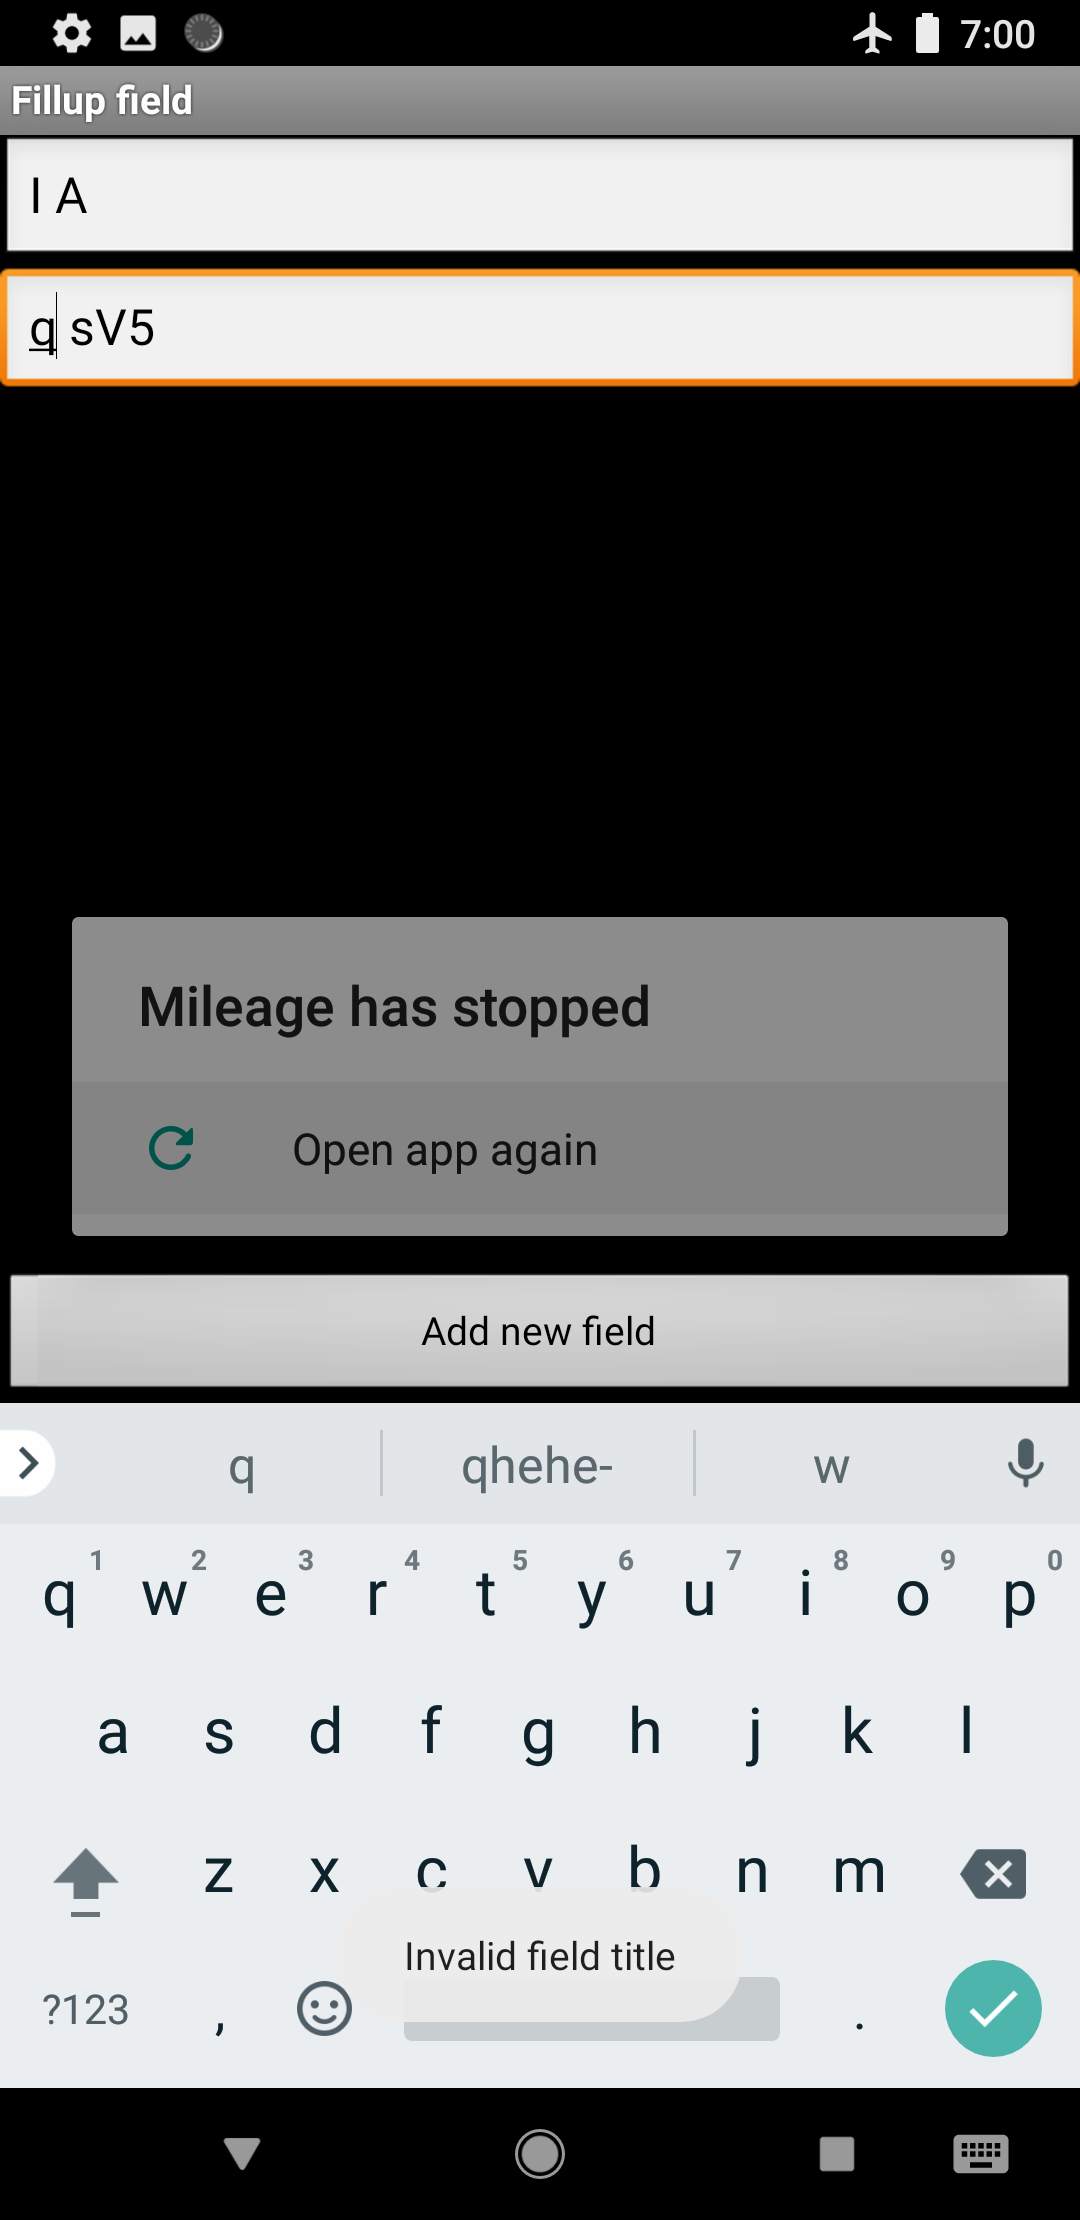 7:00
Fillup field
I A
q sV5
Mileage has stopped
Open app again
Add new field
q qhehe- w
1 2 3 4 5 6 7 8 9 0
q w e r t y u i o p
a s d f g h j k l
z x c v b n m
Invalid field title
?123 , .